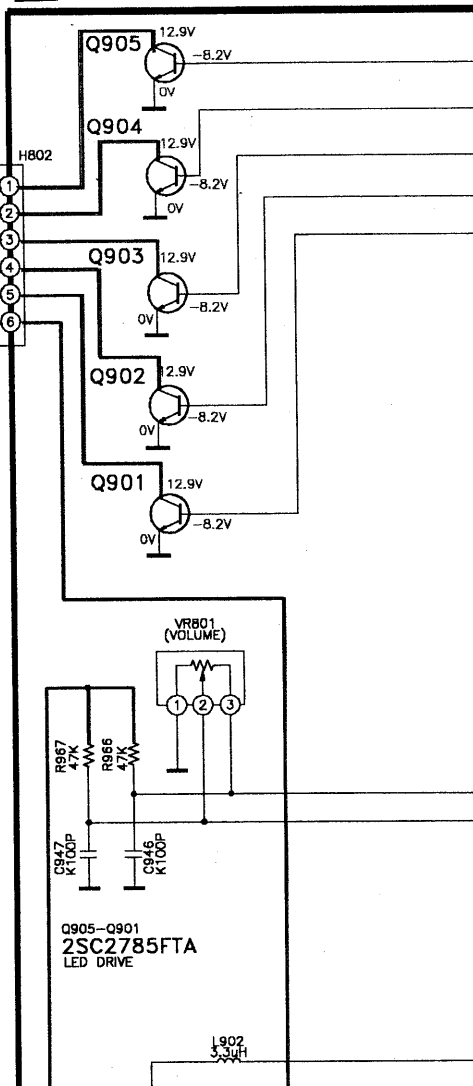 Q905
12.9V
-8.2V
0V
Q904
12.9V
-8.2V
0V
H802
1
2
3
4
5
6
Q903
12.9V
-8.2V
0V
Q902
12.9V
-8.2V
0V
Q901
12.9V
-8.2V
0V
VR801
(VOLUME)
1 2 3
R967
47K
R966
47K
C947
K100P
C946
K100P
Q905-Q901
2SC2785FTA
LED DRIVE
L902
3.3uH